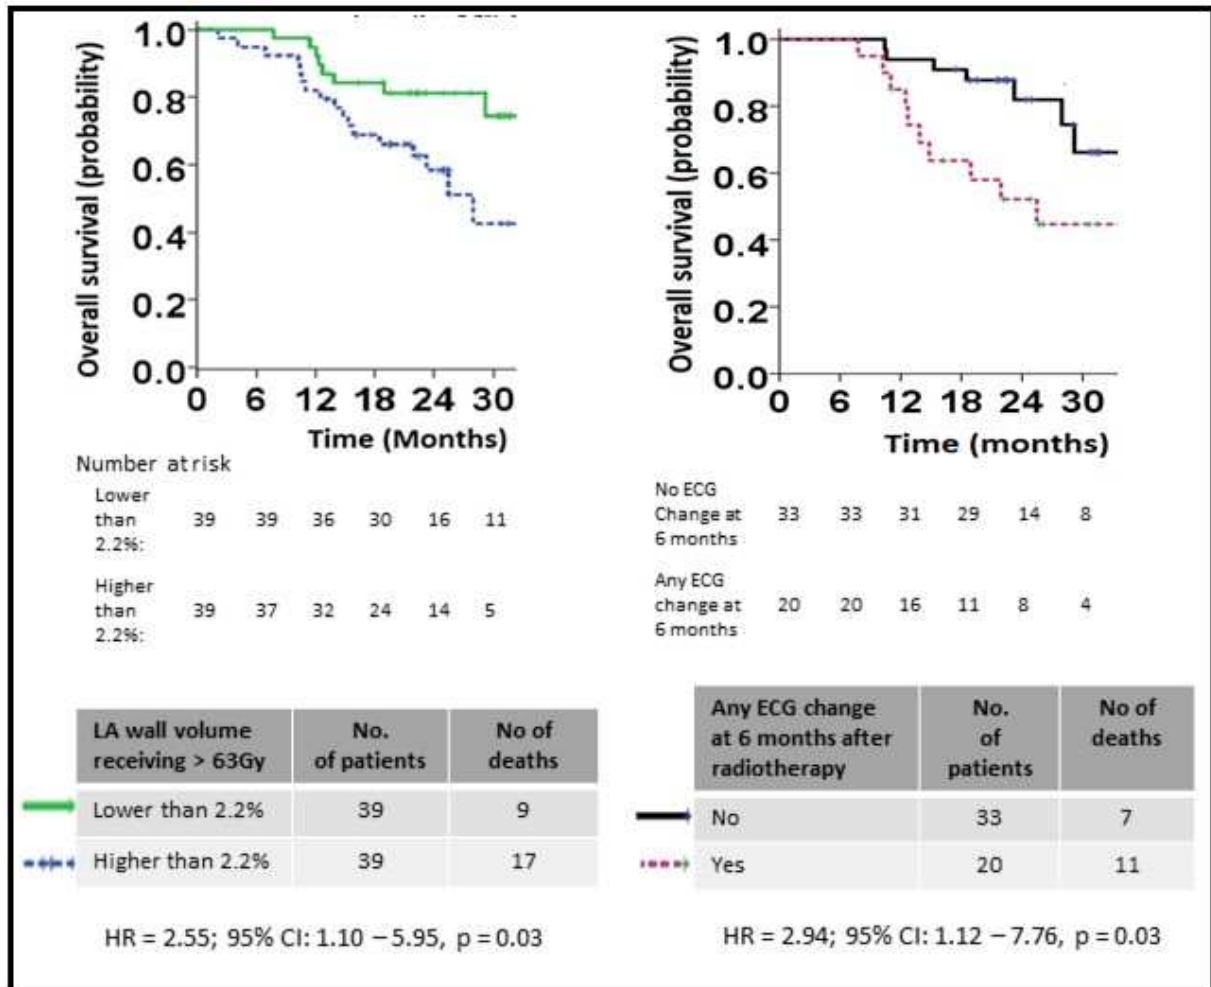 Overall survival (probability)
1.0
0.8
0.6
0.4
0.2
0.0
0 6 12 18 24 30
Time (Months)
Number at risk
Lower
than
2.2%:
39 39 36 30 16 11
Higher
than
2.2%:
39 37 32 24 14 5
LA wall volume
receiving > 63Gy
No.
of patients
No of
deaths
Lower than 2.2% 39 9
Higher than 2.2% 39 17
HR = 2.55; 95% CI: 1.10 – 5.95, p = 0.03
Overall survival (probability)
1.0
0.8
0.6
0.4
0.2
0.0
0 6 12 18 24 30
Time (months)
No ECG
Change at
6 months
33 33 31 29 14 8
Any ECG
change at
6 months
20 20 16 11 8 4
Any ECG change
at 6 months after
radiotherapy
No.
of
patients
No of
deaths
No 33 7
Yes 20 11
HR = 2.94; 95% CI: 1.12 – 7.76, p = 0.03